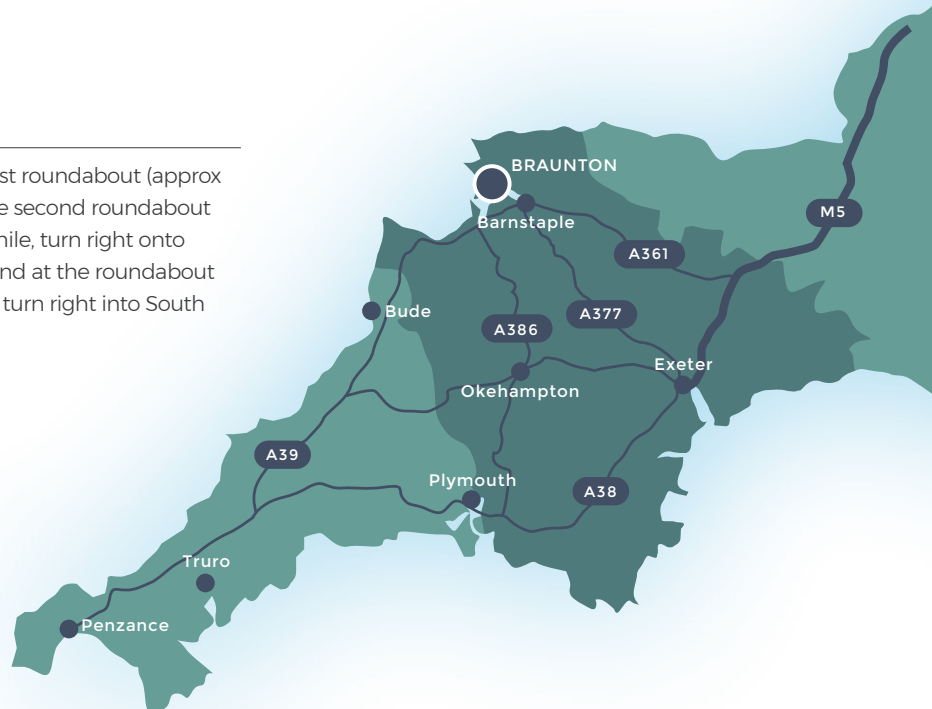 st roundabout (approx
e second roundabout
nile, turn right onto
nd at the roundabout
turn right into South
BRAUNTON
Barnstaple
M5
A361
Bude
A386
A377
Exeter
Okehampton
A39
Plymouth
A38
Truro
Penzance